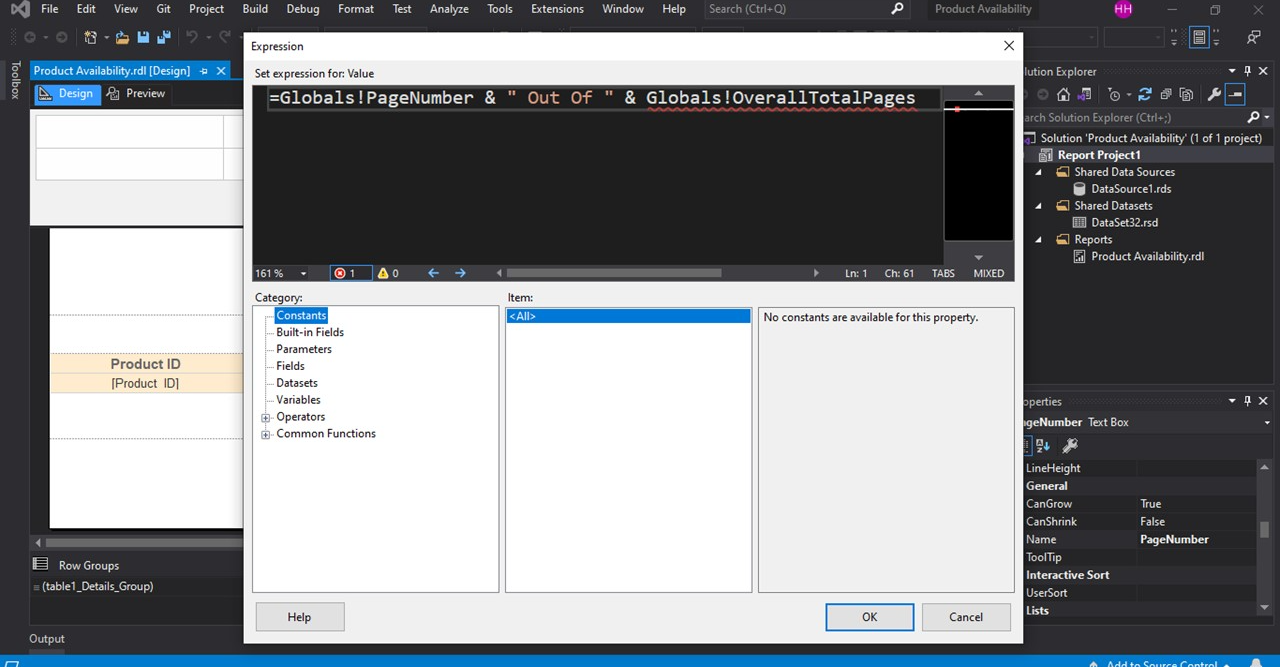 File Edit View Git Project Build Debug Format Test Analyze Tools Extensions Window Help Search (Ctrl+Q) Product Availability HH
Toolbox
Product Availability.rdl [Design]
Design Preview
Product ID
[Product ID]
Row Groups
(table1_Details_Group)
Output
Expression
Set expression for: Value
=Globals!PageNumber & " Out Of " & Globals!OverallTotalPages
161 % 1 0 Ln: 1 Ch: 61 TABS MIXED
Category:
Constants
Built-in Fields
Parameters
Fields
Datasets
Variables
Operators
Common Functions
Item:
<All>
No constants are available for this property.
Help OK Cancel
lution Explorer
arch Solution Explorer (Ctrl+;)
Solution 'Product Availability' (1 of 1 project)
Report Project1
Shared Data Sources
DataSource1.rds
Shared Datasets
DataSet32.rsd
Reports
Product Availability.rdl
operties
ageNumber Text Box
LineHeight
General
CanGrow True
CanShrink False
Name PageNumber
ToolTip
Interactive Sort
UserSort
Lists
Add to Source Control